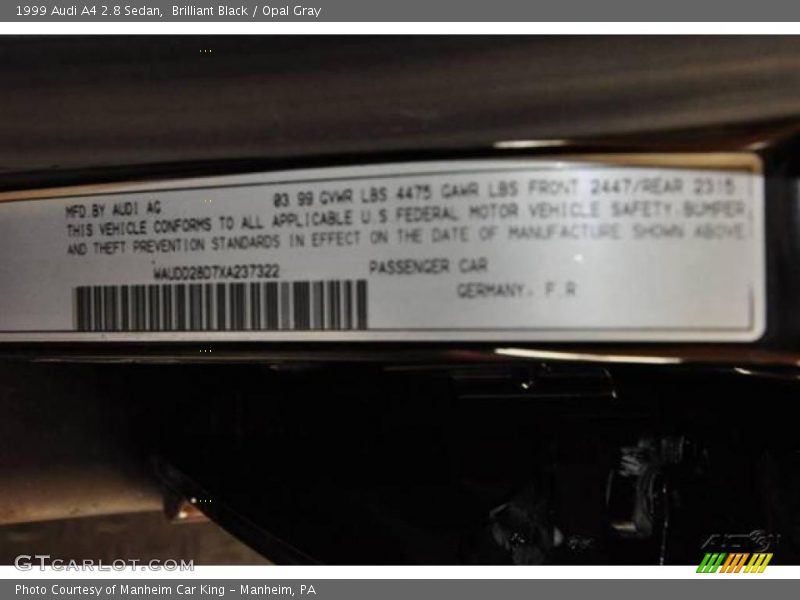 1999 Audi A4 2.8 Sedan, Brilliant Black / Opal Gray
MFD.BY AUDI AG 03 99 GVWR LBS 4475 GAWR LBS FRONT 2447/REAR 2315
THIS VEHICLE CONFORMS TO ALL APPLICABLE U.S FEDERAL MOTOR VEHICLE SAFETY.BUMPER
AND THEFT PREVENTION STANDARDS IN EFFECT ON THE DATE OF MANUFACTURE SHOWN ABOVE
WAUDD28D7XA237322 PASSENGER CAR
GERMANY. F.R
GTcarlot.com
Photo Courtesy of Manheim Car King - Manheim, PA